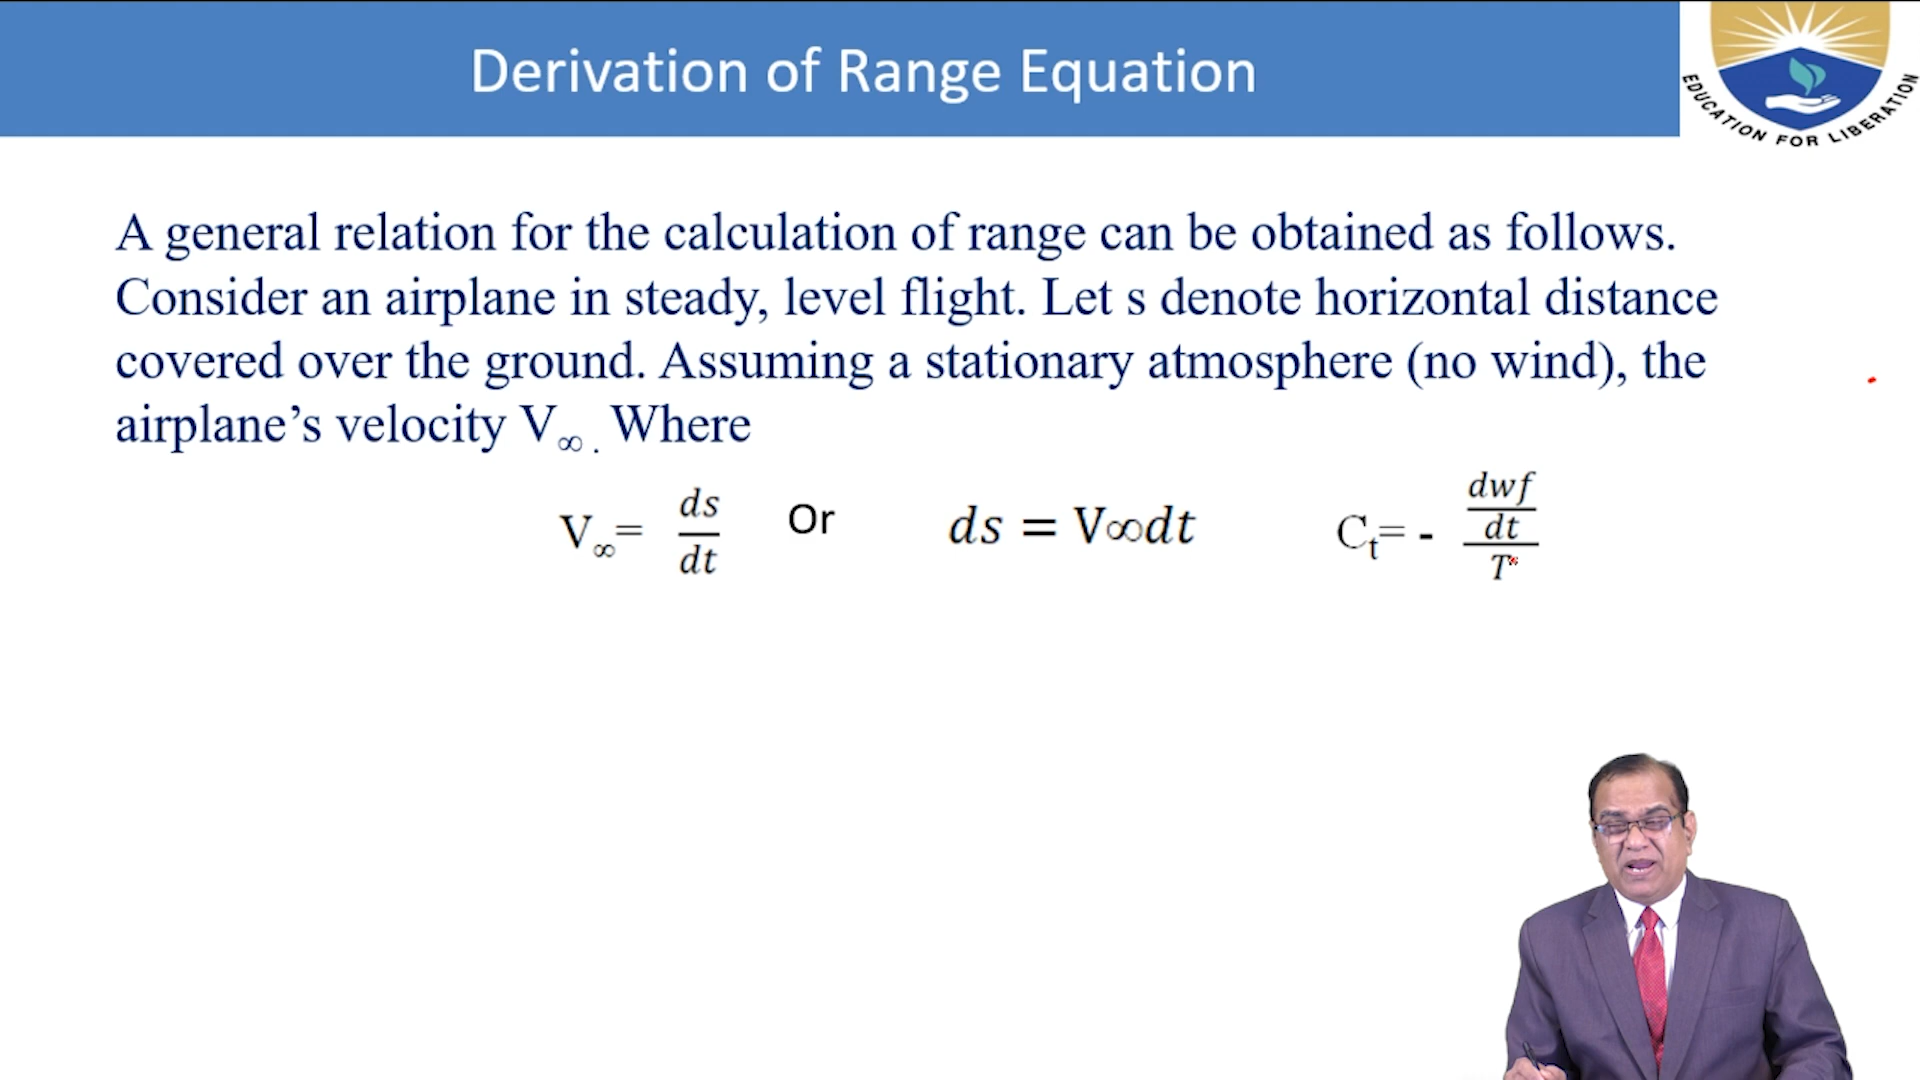 Derivation of Range Equation
EDUCATION FOR LIBERATION
A general relation for the calculation of range can be obtained as follows.
Consider an airplane in steady, level flight. Let s denote horizontal distance
covered over the ground. Assuming a stationary atmosphere (no wind), the
airplane’s velocity V∞ . Where
V∞= ds/dt Or ds = V∞dt Ct= - dwf/dt/T